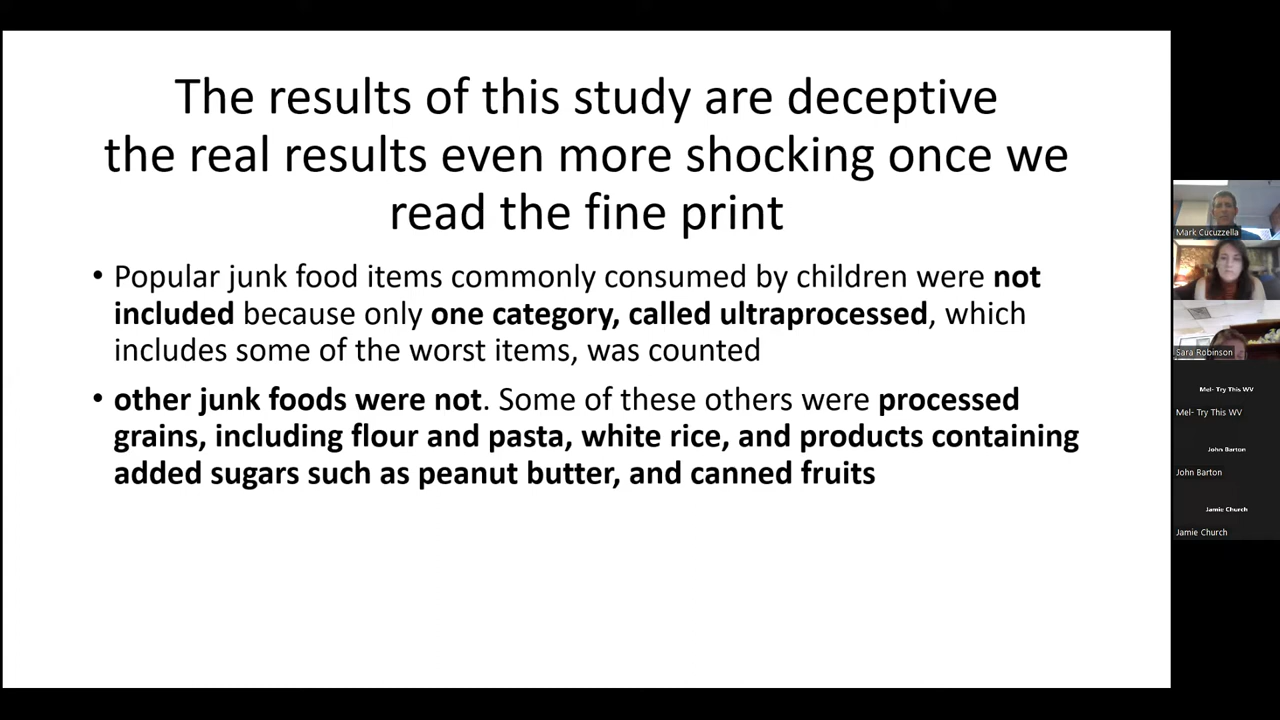 The results of this study are deceptive
the real results even more shocking once we
read the fine print
• Popular junk food items commonly consumed by children were not
included because only one category, called ultraprocessed, which
includes some of the worst items, was counted
• other junk foods were not. Some of these others were processed
grains, including flour and pasta, white rice, and products containing
added sugars such as peanut butter, and canned fruits
Mark Cucuzzella
Sara Robinson
Mel- Try This WV
Mel- Try This WV
John Barton
John Barton
Jamie Church
Jamie Church